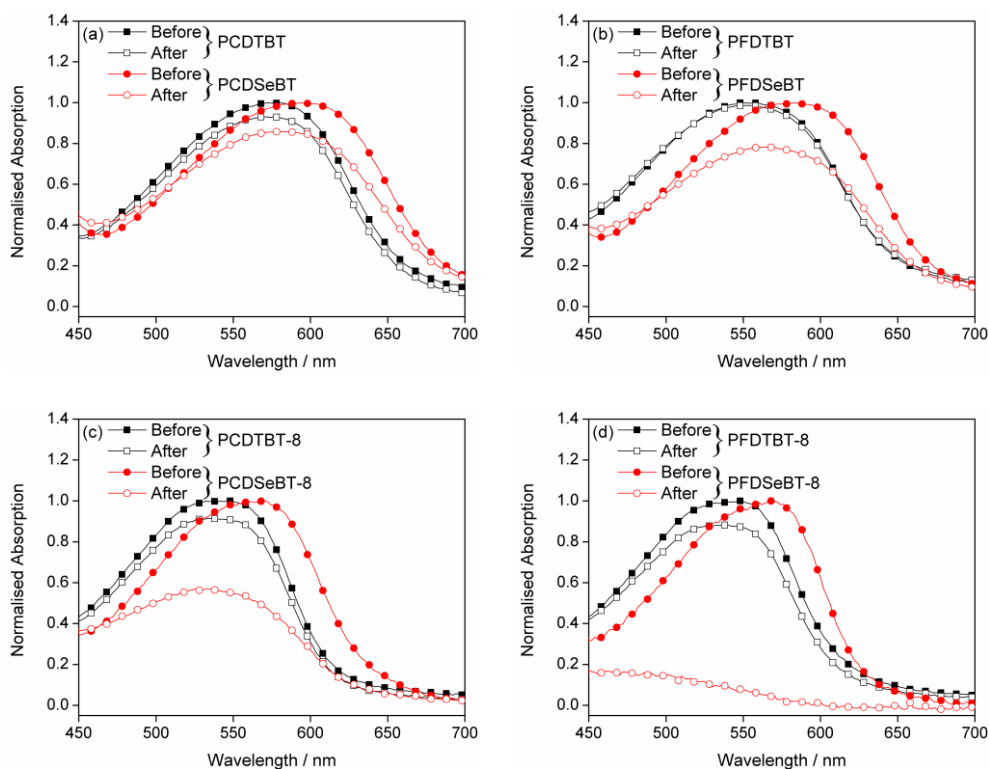 (a)
Before
After
} PCDTBT
Before
After
} PCDSeBT
Normalised Absorption
1.4
1.2
1.0
0.8
0.6
0.4
0.2
0.0
450 500 550 600 650 700
Wavelength / nm
(b)
Before
After
} PFDTBT
Before
After
} PFDSeBT
Normalised Absorption
1.4
1.2
1.0
0.8
0.6
0.4
0.2
0.0
450 500 550 600 650 700
Wavelength / nm
(c)
Before
After
} PCDTBT-8
Before
After
} PCDSeBT-8
Normalised Absorption
1.4
1.2
1.0
0.8
0.6
0.4
0.2
0.0
450 500 550 600 650 700
Wavelength / nm
(d)
Before
After
} PFDTBT-8
Before
After
} PFDSeBT-8
Normalised Absorption
1.4
1.2
1.0
0.8
0.6
0.4
0.2
0.0
450 500 550 600 650 700
Wavelength / nm